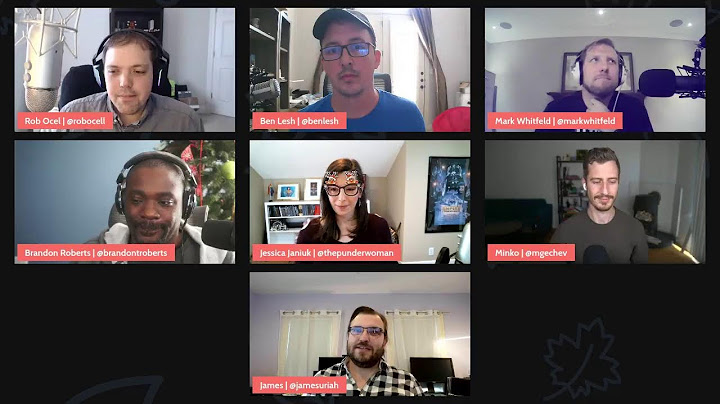 Rob Ocel | @robocell
Ben Lesh | @benlesh
Mark Whitfeld | @markwhitfeld
Brandon Roberts | @brandontroberts
Jessica Janiuk | @thepunderwoman
Minko | @mgechev
James | @jamesuriah